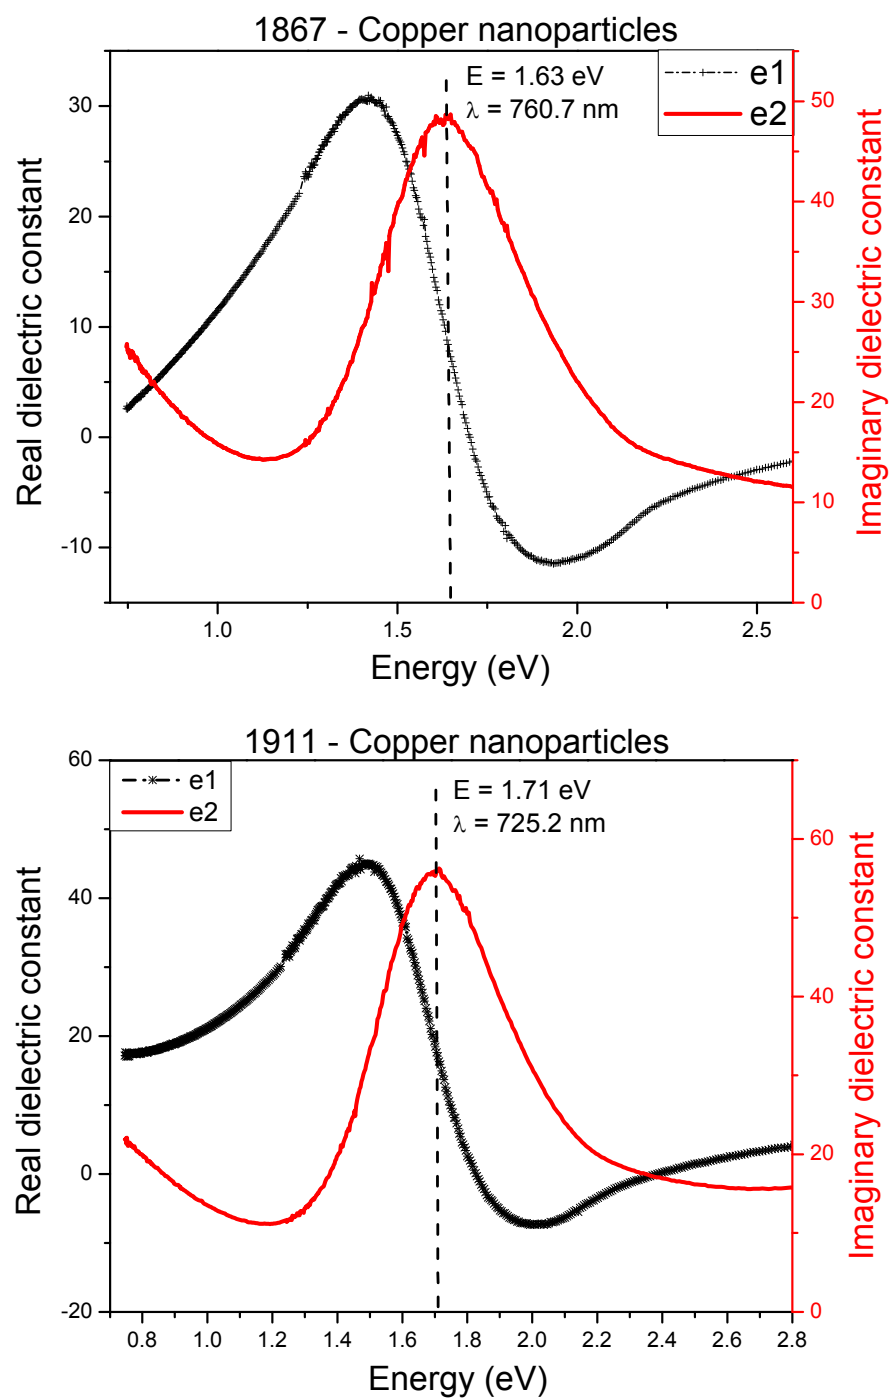 1867 - Copper nanoparticles
E = 1.63 eV
λ = 760.7 nm
e1
e2
Real dielectric constant
30
20
10
0
-10
Imaginary dielectric constant
50
40
30
20
10
0
1.0 1.5 2.0 2.5
Energy (eV)
1911 - Copper nanoparticles
e1
e2
E = 1.71 eV
λ = 725.2 nm
Real dielectric constant
60
40
20
0
-20
Imaginary dielectric constant
60
40
20
0
0.8 1.0 1.2 1.4 1.6 1.8 2.0 2.2 2.4 2.6 2.8
Energy (eV)